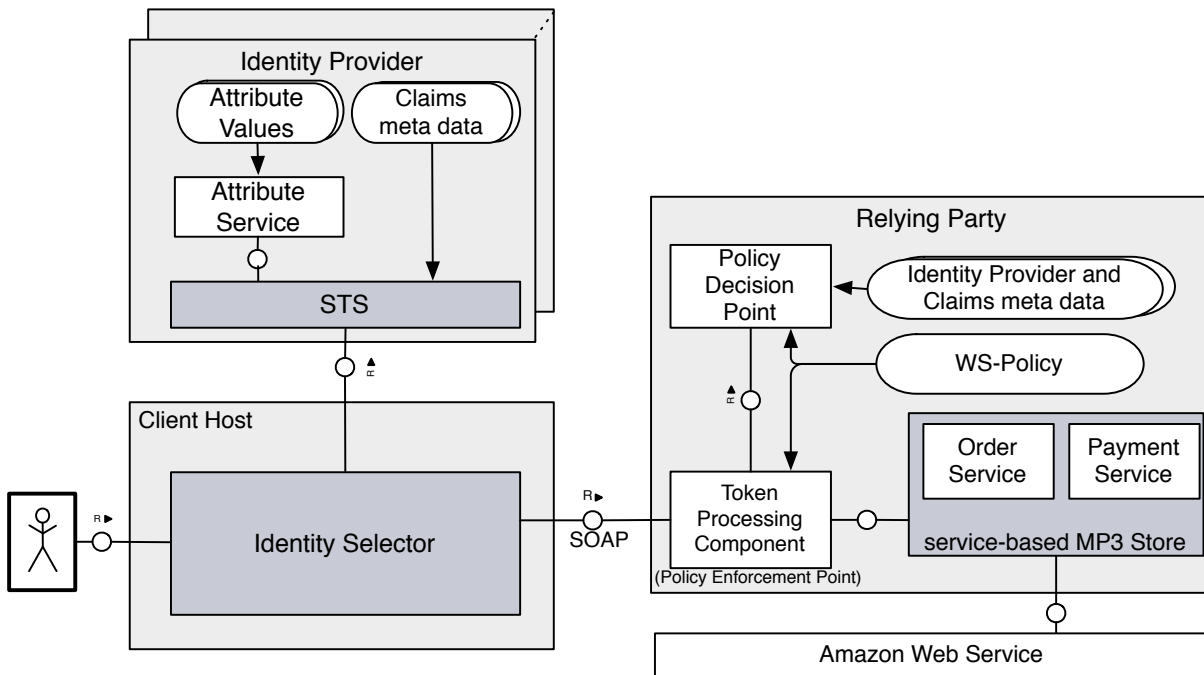 Identity Provider
Attribute
Values
Claims
meta data
Attribute
Service
STS
R
Client Host
Identity Selector
R
R
SOAP
Relying Party
Policy
Decision
Point
Identity Provider and
Claims meta data
WS-Policy
R
Order
Service
Payment
Service
Token
Processing
Component
(Policy Enforcement Point)
service-based MP3 Store
Amazon Web Service